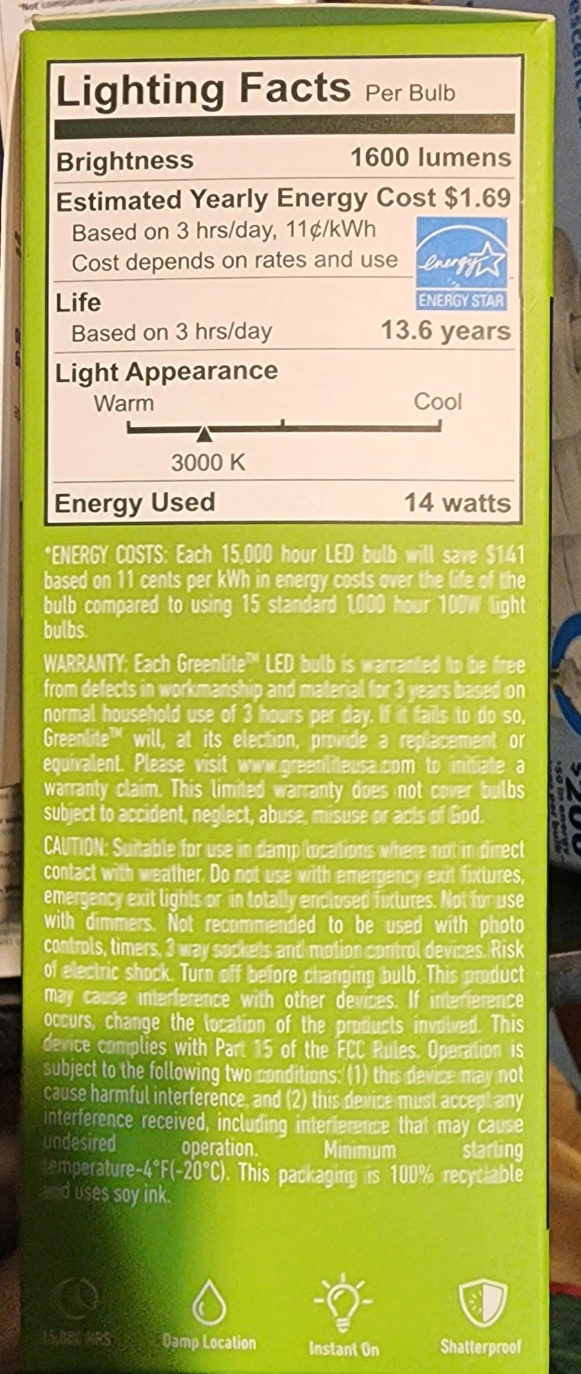 Lighting Facts Per Bulb
Brightness 1600 lumens
Estimated Yearly Energy Cost $1.69
Based on 3 hrs/day, 11¢/kWh
Cost depends on rates and use
energy
ENERGY STAR
Life
Based on 3 hrs/day 13.6 years
Light Appearance
Warm Cool
3000 K
Energy Used 14 watts
*ENERGY COSTS: Each 15,000 hour LED bulb will save $141
based on 11 cents per kWh in energy costs over the life of the
bulb compared to using 15 standard 1,000 hour 100W light
bulbs.
WARRANTY: Each Greenlite™ LED bulb is warranted to be free
from defects in workmanship and material for 3 years based on
normal household use of 3 hours per day. If it fails to do so,
Greenlite™ will, at its election, provide a replacement or
equivalent. Please visit www.greenliteusa.com to initiate a
warranty claim. This limited warranty does not cover bulbs
subject to accident, neglect, abuse, misuse or acts of God.
CAUTION: Suitable for use in damp locations where not in direct
contact with weather. Do not use with emergency exit fixtures,
emergency exit lights or in totally enclosed fixtures. Not for use
with dimmers. Not recommended to be used with photo
controls, timers, 3 way sockets and motion control devices. Risk
of electric shock. Turn off before changing bulb. This product
may cause interference with other devices. If interference
occurs, change the location of the products involved. This
device complies with Part 15 of the FCC Rules. Operation is
subject to the following two conditions: (1) this device may not
cause harmful interference, and (2) this device must accept any
interference received, including interference that may cause
undesired operation. Minimum starting
temperature-4°F(-20°C). This packaging is 100% recyclable
and uses soy ink.
15,000 HRS Damp Location Instant On Shatterproof